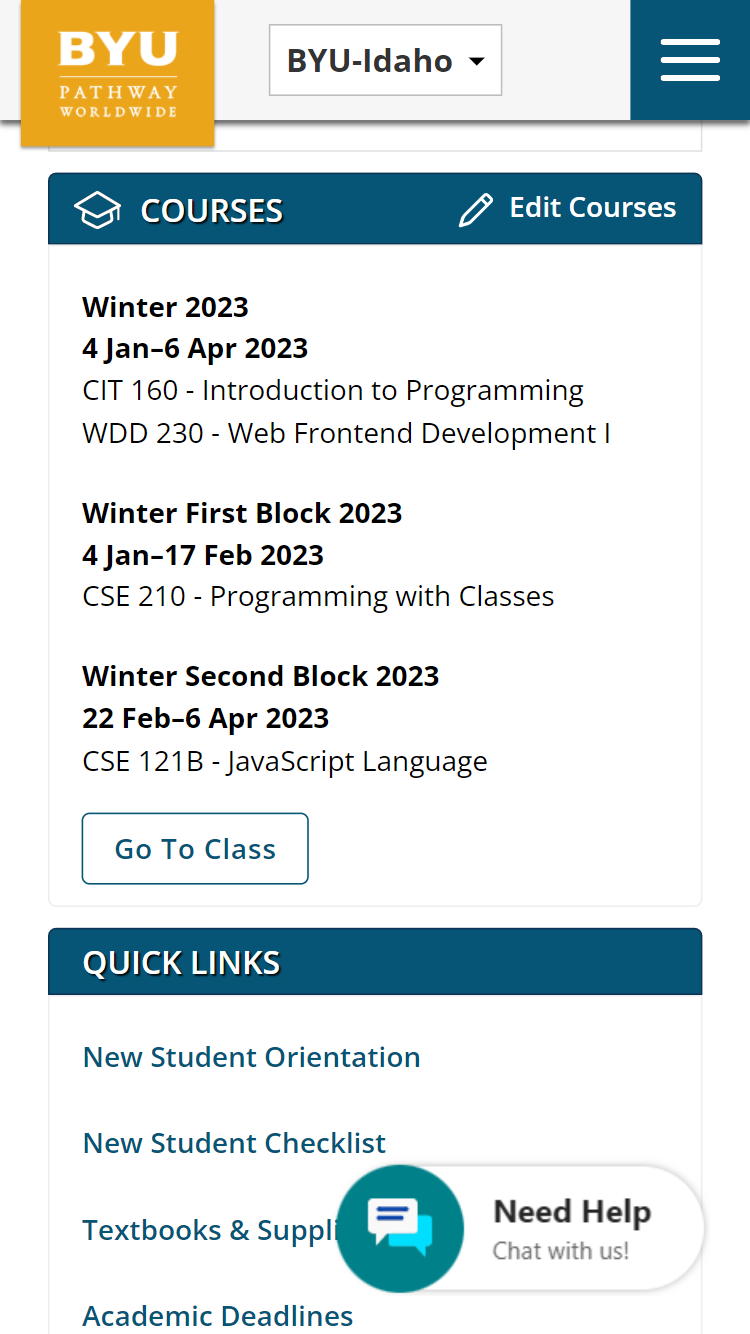 BYU
PATHWAY
WORLDWIDE
BYU-Idaho
COURSES
Edit Courses
Winter 2023
4 Jan–6 Apr 2023
CIT 160 - Introduction to Programming
WDD 230 - Web Frontend Development I
Winter First Block 2023
4 Jan–17 Feb 2023
CSE 210 - Programming with Classes
Winter Second Block 2023
22 Feb–6 Apr 2023
CSE 121B - JavaScript Language
Go To Class
QUICK LINKS
New Student Orientation
New Student Checklist
Textbooks & Suppli
Need Help
Chat with us!
Academic Deadlines